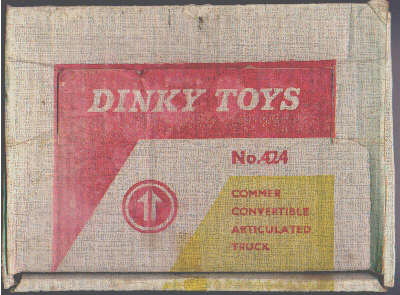 DINKY TOYS
No.424
COMMER
CONVERTIBLE
ARTICULATED
TRUCK